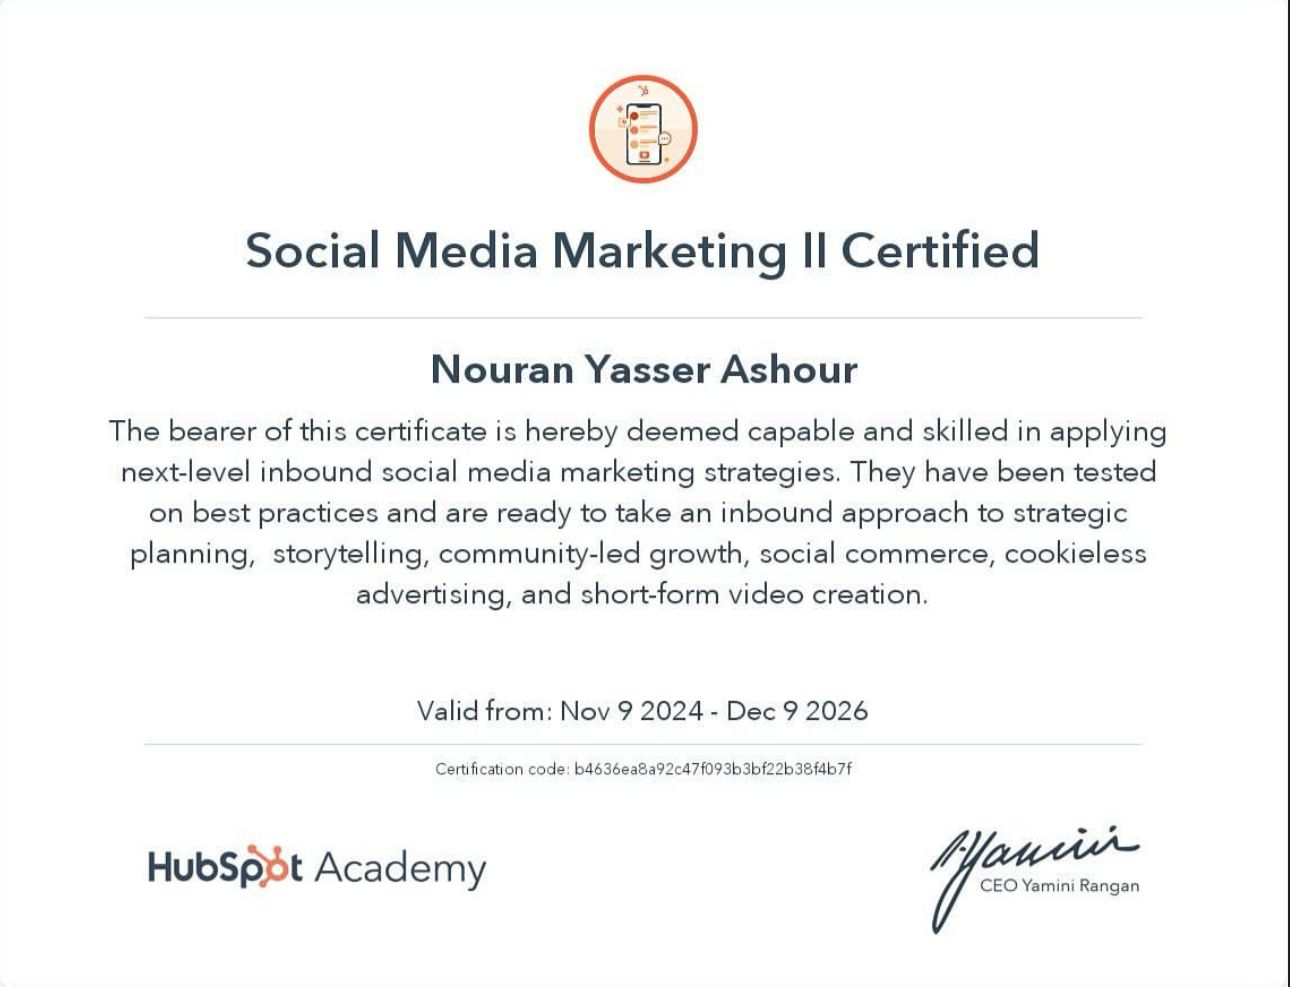 Social Media Marketing II Certified
Nouran Yasser Ashour
The bearer of this certificate is hereby deemed capable and skilled in applying
next-level inbound social media marketing strategies. They have been tested
on best practices and are ready to take an inbound approach to strategic
planning,  storytelling, community-led growth, social commerce, cookieless
advertising, and short-form video creation.
Valid from: Nov 9 2024 - Dec 9 2026
Certification code: b4636ea8a92c47f093b3bf22b38f4b7f
HubSpot Academy
CEO Yamini Rangan